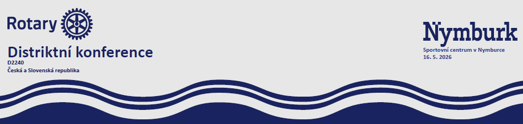 Rotary
Distriktní konference
D2240
Česká a Slovenská republika
Nymburk
Sportovní centrum v Nymburce
16. 5. 2026